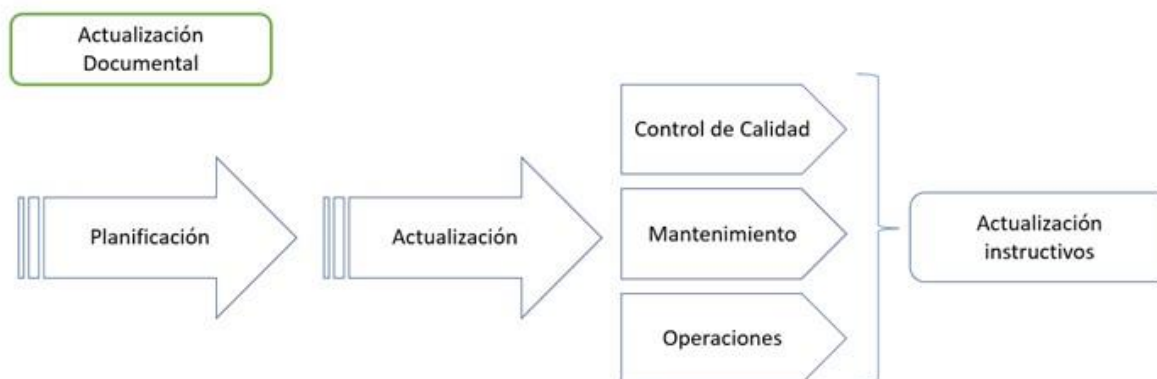 Actualización
Documental
Planificación
Actualización
Control de Calidad
Mantenimiento
Operaciones
Actualización
instructivos